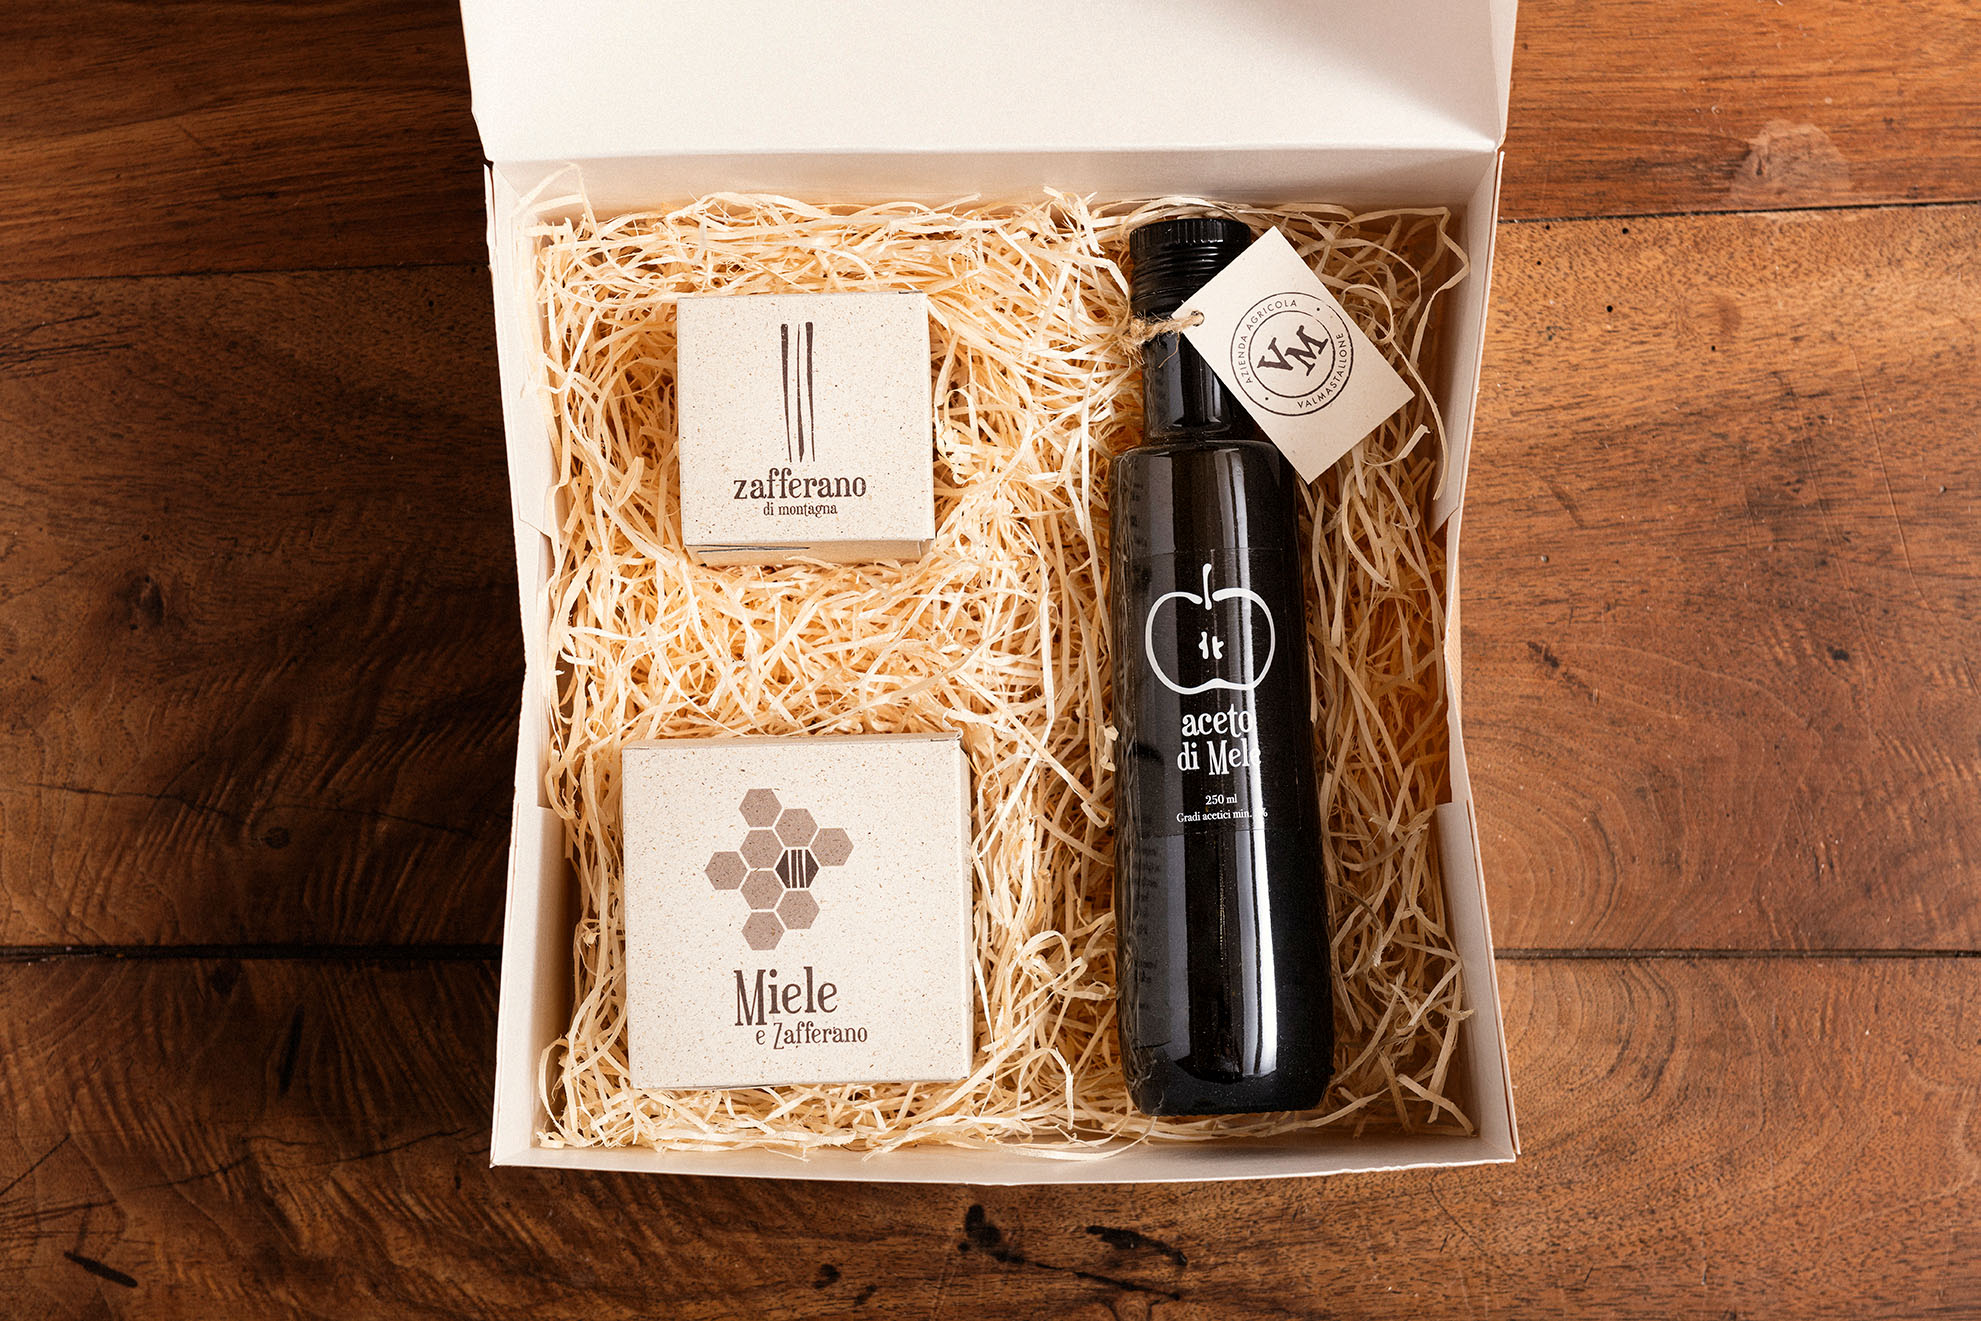 zafferano
di montagna
Miele
e Zafferano
AZIENDA AGRICOLA
VM
VALMASTALLONE
aceto
di Mele
250 ml
Gradi acetici min.